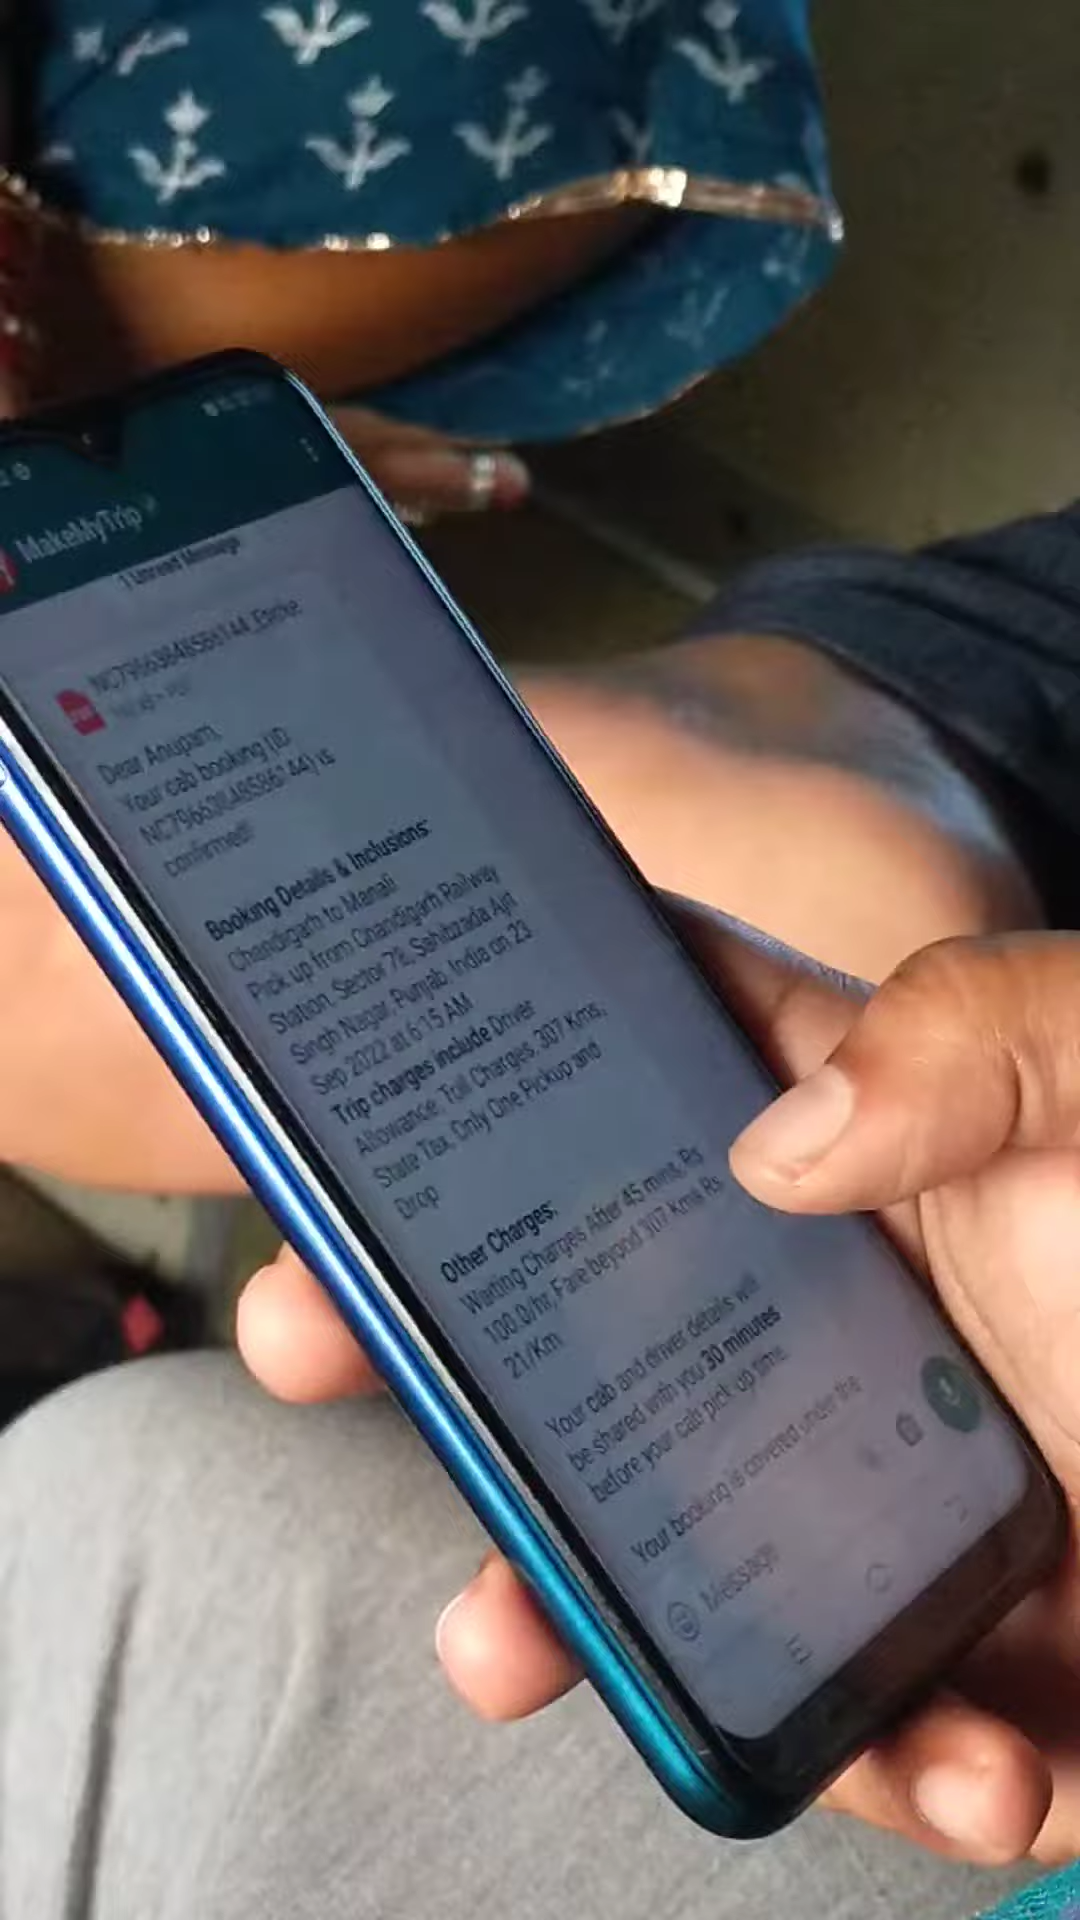 MakeMyTrip
1 Unread Message
Dear Anupam,
Your cab booking (ID
is
confirmed!
Booking Details & Inclusions:
Chandigarh to Manali
Pick up from Chandigarh Railway
Station, Sector 7B, Sahibzada Ajit
Singh Nagar, Punjab, India on 23
Sep 2022 at 6:15 AM
Trip charges include Driver
Allowance, Toll Charges, 307 Kms,
State Tax, Only One Pickup and
Drop
Other Charges:
Waiting Charges After 45 mins, Rs
100.0/hr, Fare beyond 307 Kms Rs
21/Km
Your cab and driver details will
be shared with you 30 minutes
before your cab pick up time.
Your booking is covered under the
Message